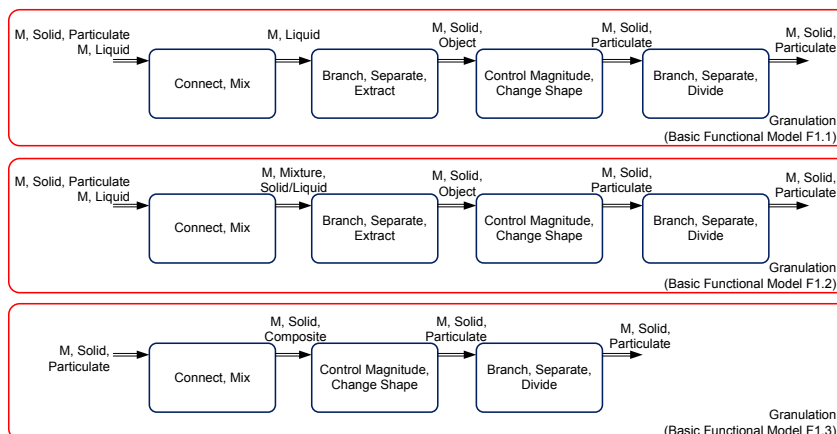 M, Solid, Particulate
M, Liquid
Connect, Mix
M, Liquid
Branch, Separate,
Extract
M, Solid,
Object
Control Magnitude,
Change Shape
M, Solid,
Particulate
Branch, Separate,
Divide
M, Solid,
Particulate
Granulation
(Basic Functional Model F1.1)
M, Solid, Particulate
M, Liquid
Connect, Mix
M, Mixture,
Solid/Liquid
Branch, Separate,
Extract
M, Solid,
Object
Control Magnitude,
Change Shape
M, Solid,
Particulate
Branch, Separate,
Divide
M, Solid,
Particulate
Granulation
(Basic Functional Model F1.2)
M, Solid,
Particulate
Connect, Mix
M, Solid,
Composite
Control Magnitude,
Change Shape
M, Solid,
Particulate
Branch, Separate,
Divide
M, Solid,
Particulate
Granulation
(Basic Functional Model F1.3)